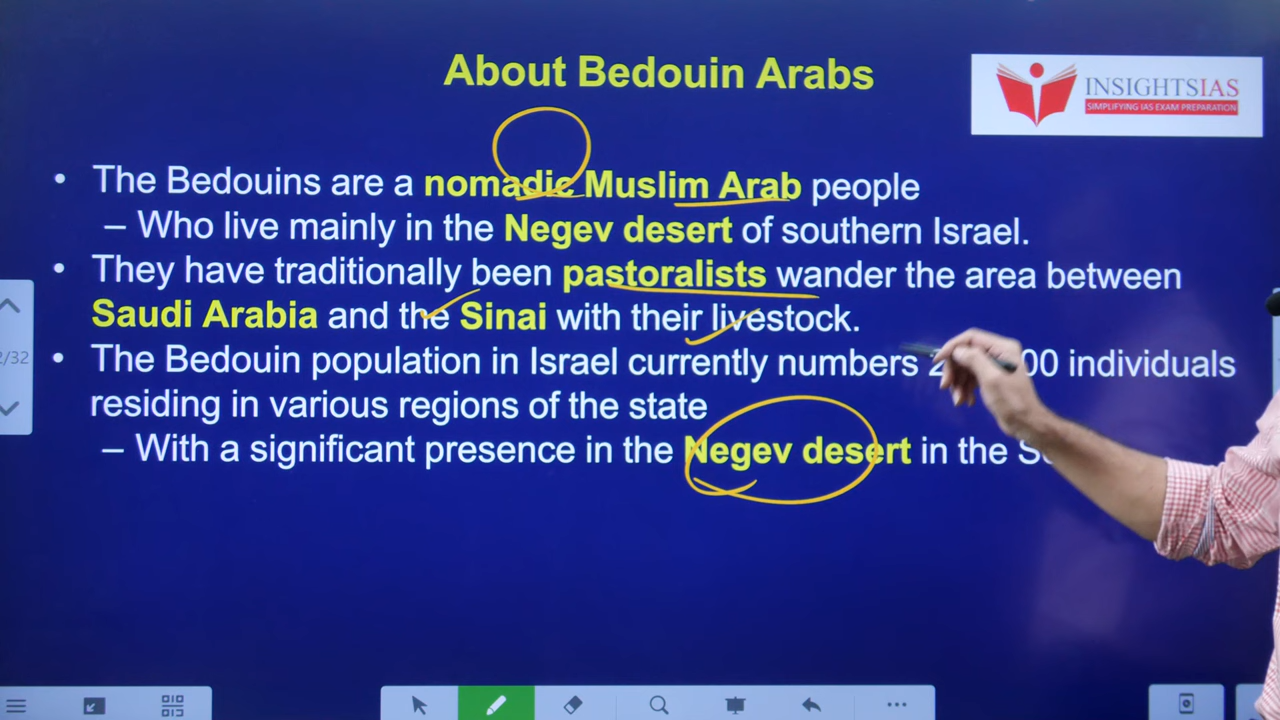 About Bedouin Arabs
INSIGHTSIAS
SIMPLIFYING IAS EXAM PREPARATION
• The Bedouins are a nomadic Muslim Arab people
– Who live mainly in the Negev desert of southern Israel.
• They have traditionally been pastoralists wander the area between
Saudi Arabia and the Sinai with their livestock.
• The Bedouin population in Israel currently numbers individuals
residing in various regions of the state
– With a significant presence in the Negev desert in the
2/32